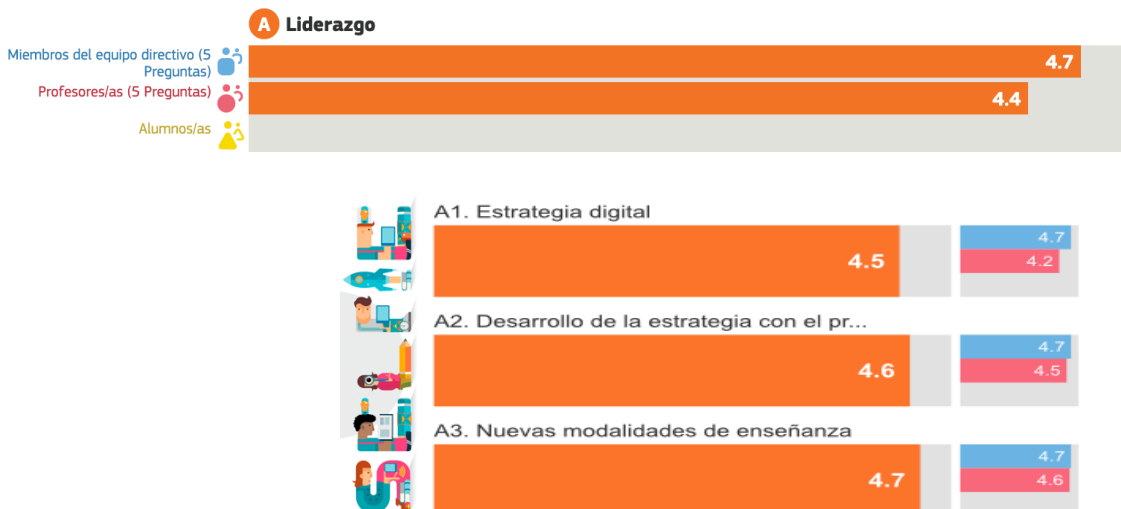 A Liderazgo
Miembros del equipo directivo (5
Preguntas)
4.7
Profesores/as (5 Preguntas)
4.4
Alumnos/as
A1. Estrategia digital
4.5
4.7
4.2
A2. Desarrollo de la estrategia con el pr...
4.6
4.7
4.5
A3. Nuevas modalidades de enseñanza
4.7
4.7
4.6